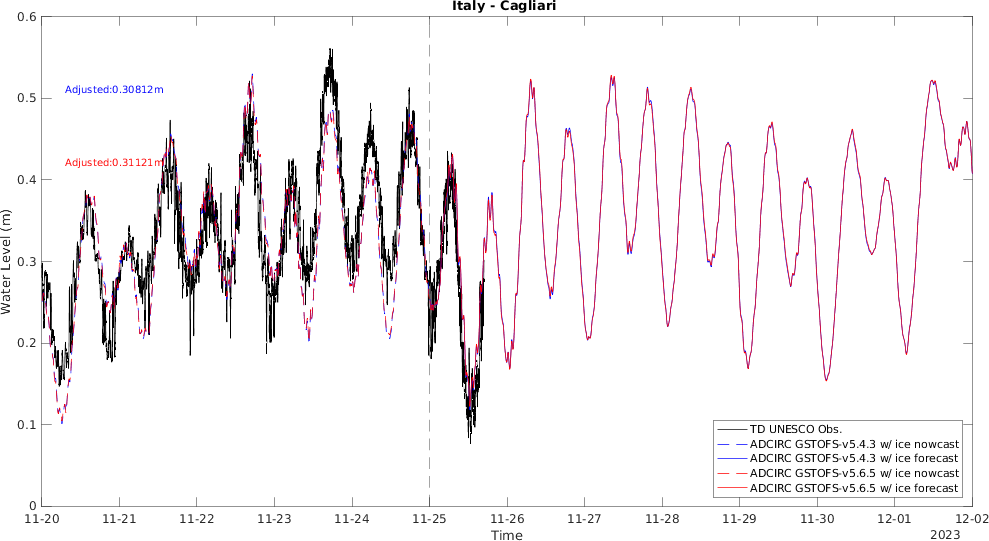 Italy - Cagliari
0.6
0.5
0.4
0.3
0.2
0.1
0
Water Level (m)
Adjusted:0.30812m
Adjusted:0.31121m
TD UNESCO Obs.
ADCIRC GSTOFS-v5.4.3 w/ ice nowcast
ADCIRC GSTOFS-v5.4.3 w/ ice forecast
ADCIRC GSTOFS-v5.6.5 w/ ice nowcast
ADCIRC GSTOFS-v5.6.5 w/ ice forecast
11-20 11-21 11-22 11-23 11-24 11-25 11-26 11-27 11-28 11-29 11-30 12-01 12-02
Time
2023